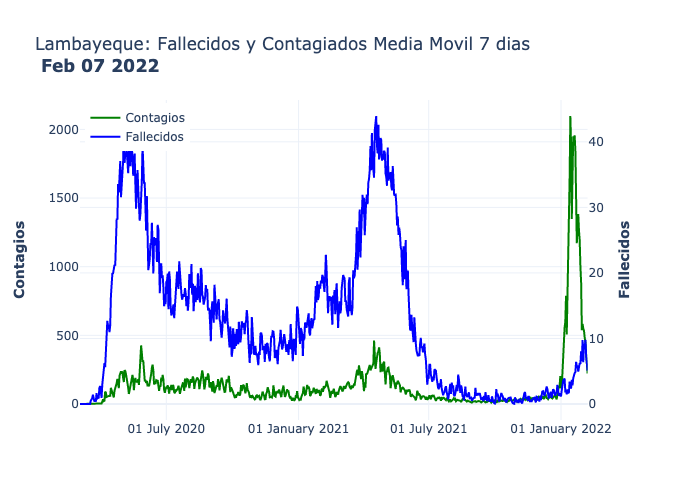 Lambayeque: Fallecidos y Contagiados Media Movil 7 dias
Feb 07 2022
Contagios
Fallecidos
2000
1500
1000
500
0
40
30
20
10
0
Contagios
Fallecidos
01 July 2020
01 January 2021
01 July 2021
01 January 2022